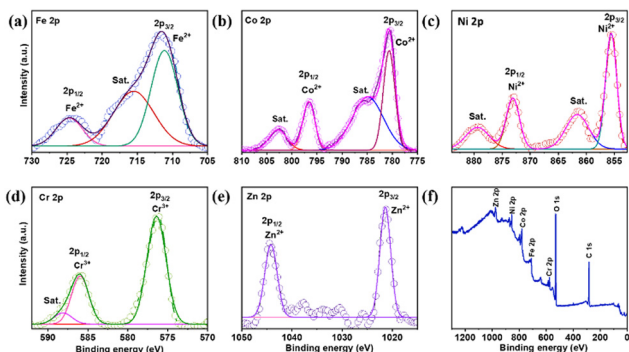 (a) Fe 2p
2p3/2
Fe2+
Sat.
2p1/2
Fe2+
Intensity (a.u.)
730 725 720 715 710 705
(b) Co 2p
2p3/2
Co2+
2p1/2
Co2+
Sat.
Sat.
810 805 800 795 790 785 780 775
(c) Ni 2p
2p3/2
Ni2+
2p1/2
Ni2+
Sat.
Sat.
Intensity (a.u.)
880 870 860
(d) Cr 2p
2p3/2
Cr3+
2p1/2
Cr3+
Sat.
Intensity (a.u.)
590 585 580 575 570
Binding energy (eV)
(e) Zn 2p
2p3/2
Zn2+
2p1/2
Zn2+
1050 1040 1030 1020
Binding energy (eV)
(f)
Zn 2p
Ni 2p
Co 2p
Fe 2p
Cr 2p
O 1s
C 1s
1200 1000 800 600 400 200 0
Binding energy (eV)